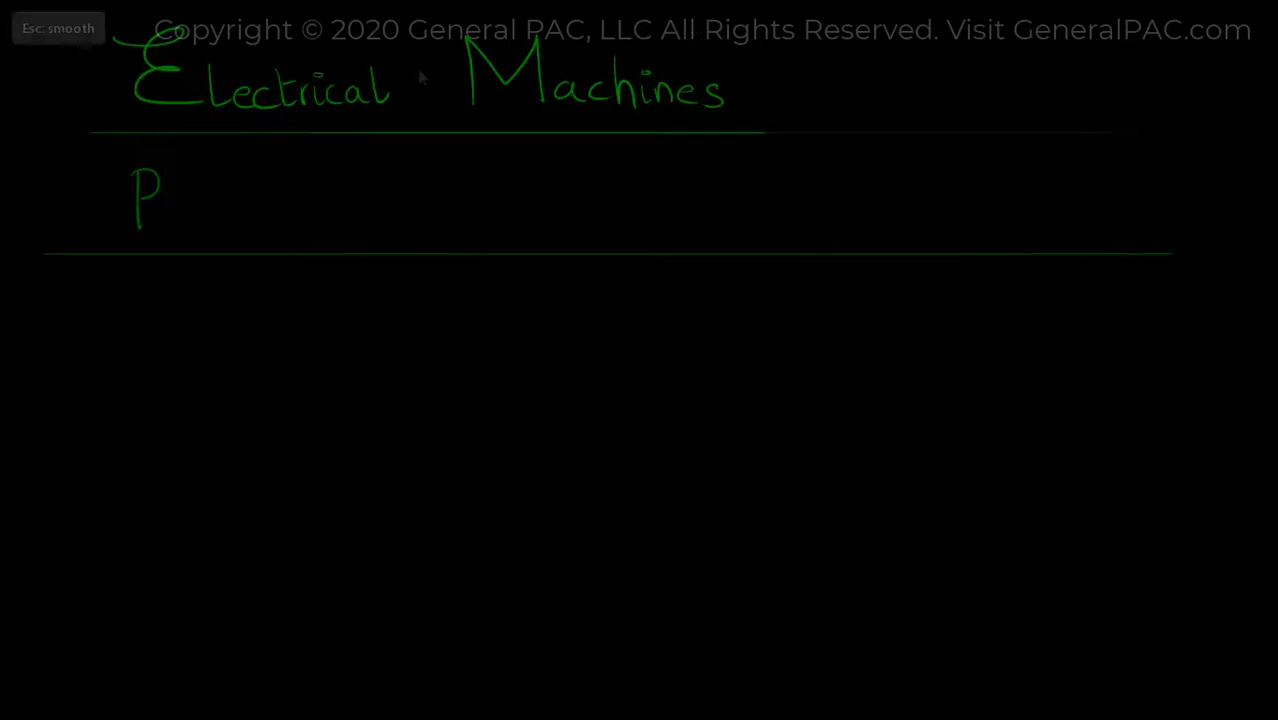 Esc: smooth
Copyright © 2020 General PAC, LLC All Rights Reserved. Visit GeneralPAC.com
Electrical Machines
P